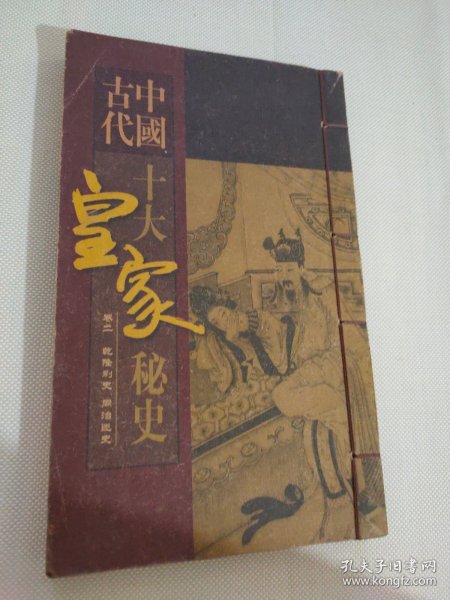 中國
古代
十大
皇家
秘史
卷二 乾隆別史 同治逸史
孔夫子旧书网
www.kongfz.com